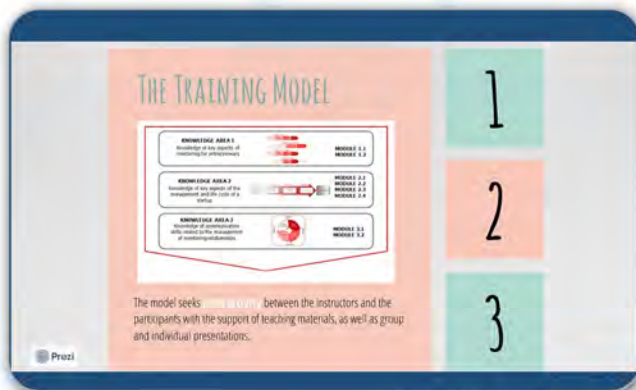 THE TRAINING MODEL
KNOWLEDGE AREA 1
Knowledge of key aspects of
mentoring for entrepreneurs
MODULE 1.1
MODULE 1.2
KNOWLEDGE AREA 2
Knowledge of key aspects of the
management and life cycle of a
startup
MODULE 2.1
MODULE 2.2
MODULE 2.3
MODULE 2.4
KNOWLEDGE AREA 3
Knowledge of communication
skills related to the management
of mentoring relationships
MODULE 3.1
MODULE 3.2
The model seeks between the instructors and the
participants with the support of teaching materials, as well as group
and individual presentations.
1
2
3
Prezi